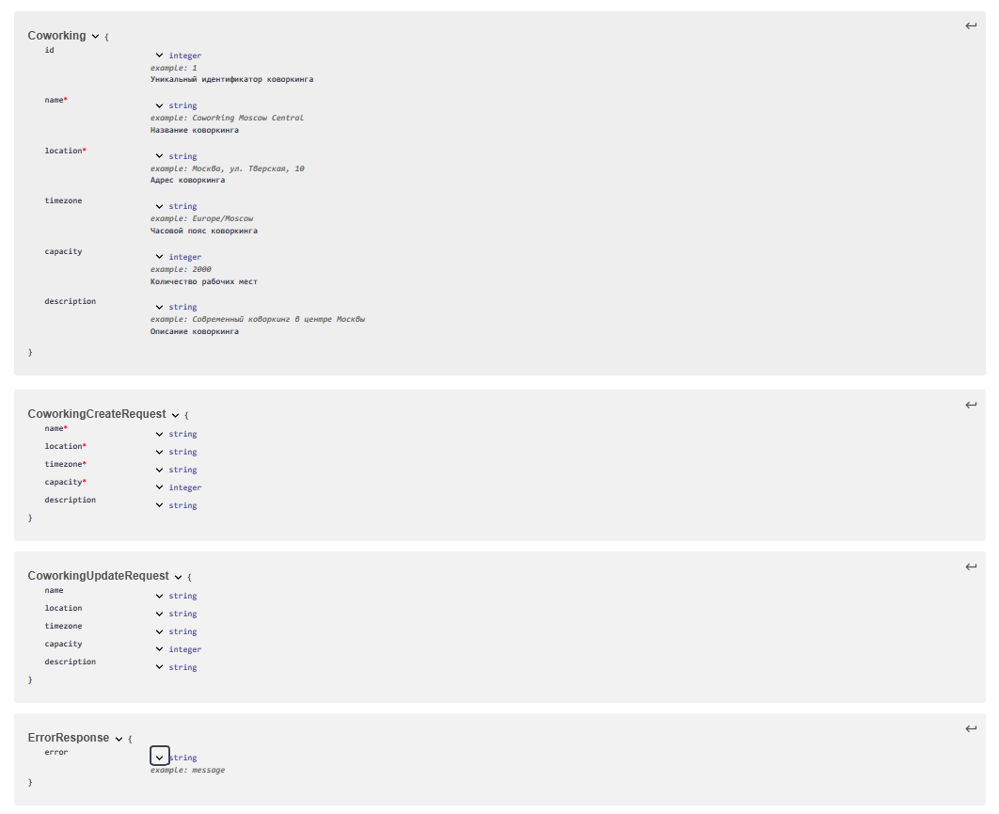 Coworking {
id
integer
example: 1
Уникальный идентификатор коворкинга
name*
string
example: Coworking Moscow Central
Название коворкинга
location*
string
example: Москва, ул. Тверская, 10
Адрес коворкинга
timezone
string
example: Europe/Moscow
Часовой пояс коворкинга
capacity
integer
example: 2000
Количество рабочих мест
description
string
example: Современный коворкинг в центре Москвы
Описание коворкинга
}
CoworkingCreateRequest {
name* string
location* string
timezone* string
capacity* integer
description string
}
CoworkingUpdateRequest {
name string
location string
timezone string
capacity integer
description string
}
ErrorResponse {
error string
example: message
}